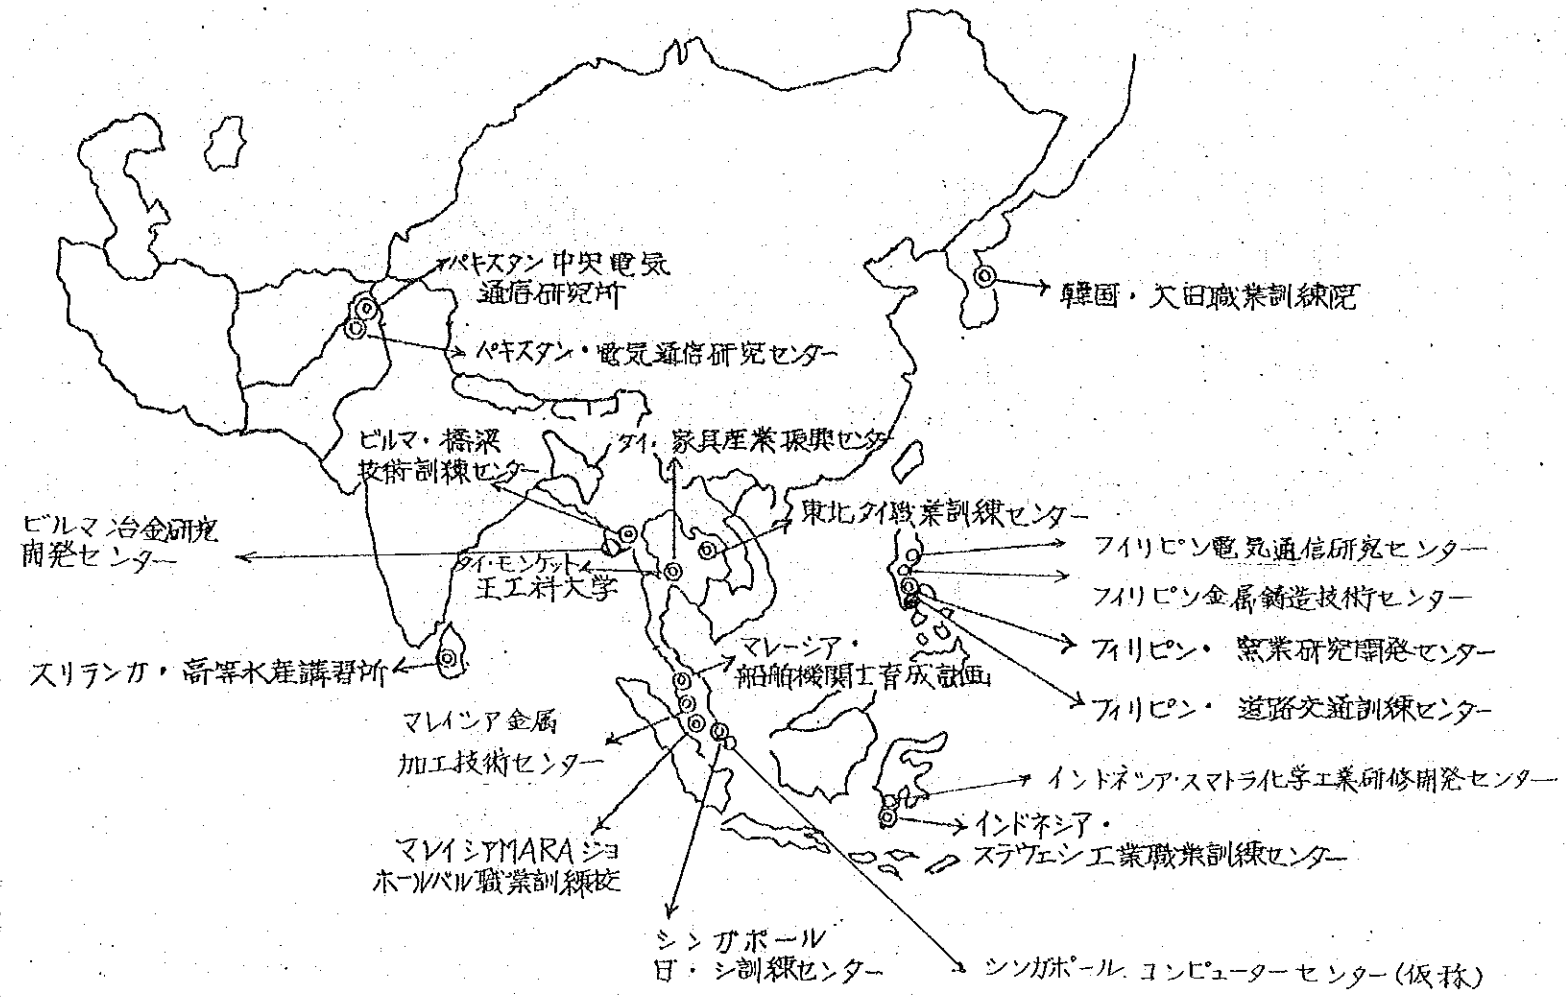 パキスタン中央電気
通信研究所
韓国・大田職業訓練院
パキスタン・電気通信研究センター
ビルマ・橋梁
技術訓練センター
タイ・家具産業振興センター
ビルマ冶金研究
開発センター
東北タイ職業訓練センター
タイ・モンケット
王工科大学
フィリピン電気通信研究センター
フィリピン金属鋳造技術センター
フィリピン・窯業研究開発センター
フィリピン・道路交通訓練センター
スリランカ・高等水産講習所
マレーシア・
船舶機関士育成計画
マレイシア金属
加工技術センター
インドネシア・スマトラ化学工業研修開発センター
インドネシア・
スラウェシ工業職業訓練センター
マレイシアMARAジョ
ホールバル職業訓練校
シンガポール
日・シ訓練センター
シンガポール.コンピューターセンター(仮称)